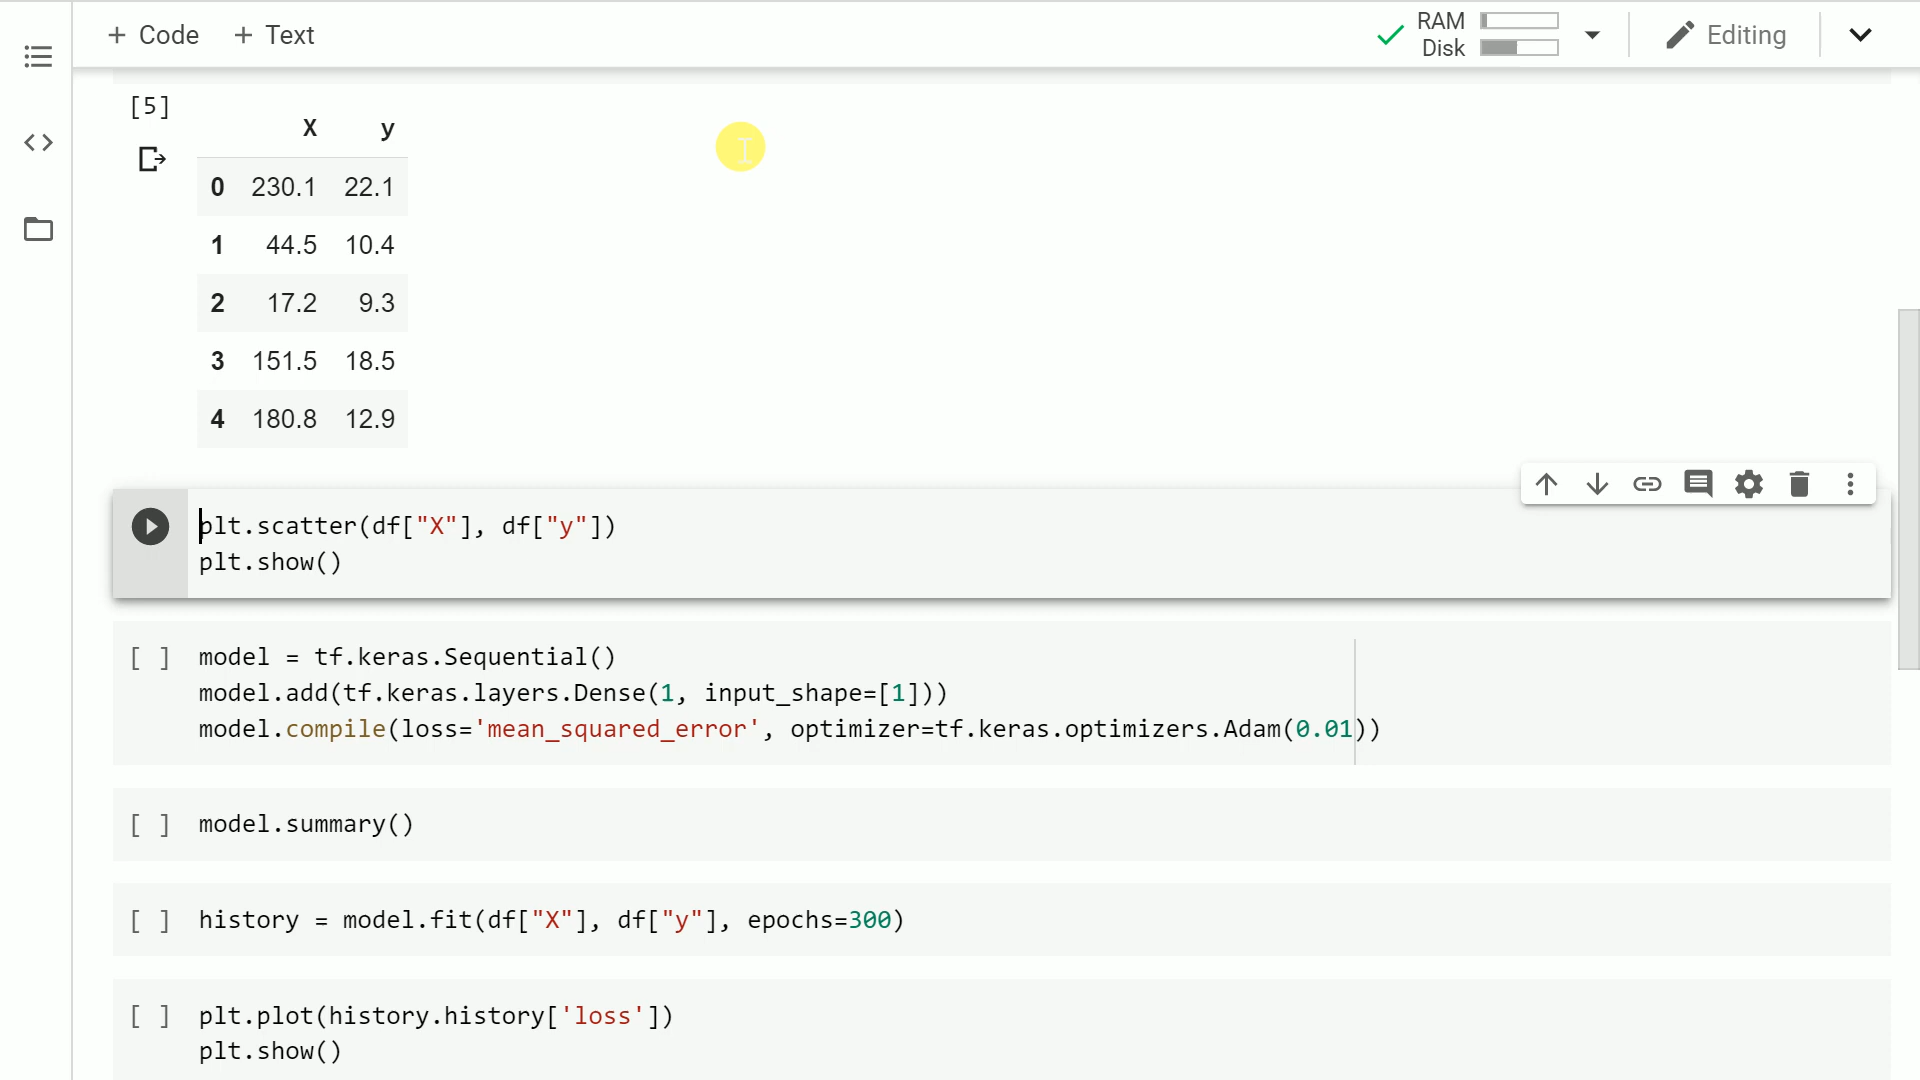 + Code + Text
RAM
Disk
Editing
[5]
X y
0 230.1 22.1
1 44.5 10.4
2 17.2 9.3
3 151.5 18.5
4 180.8 12.9
plt.scatter(df["X"], df["y"])
plt.show()
[ ] model = tf.keras.Sequential()
model.add(tf.keras.layers.Dense(1, input_shape=[1]))
model.compile(loss='mean_squared_error', optimizer=tf.keras.optimizers.Adam(0.01))
[ ] model.summary()
[ ] history = model.fit(df["X"], df["y"], epochs=300)
[ ] plt.plot(history.history['loss'])
plt.show()